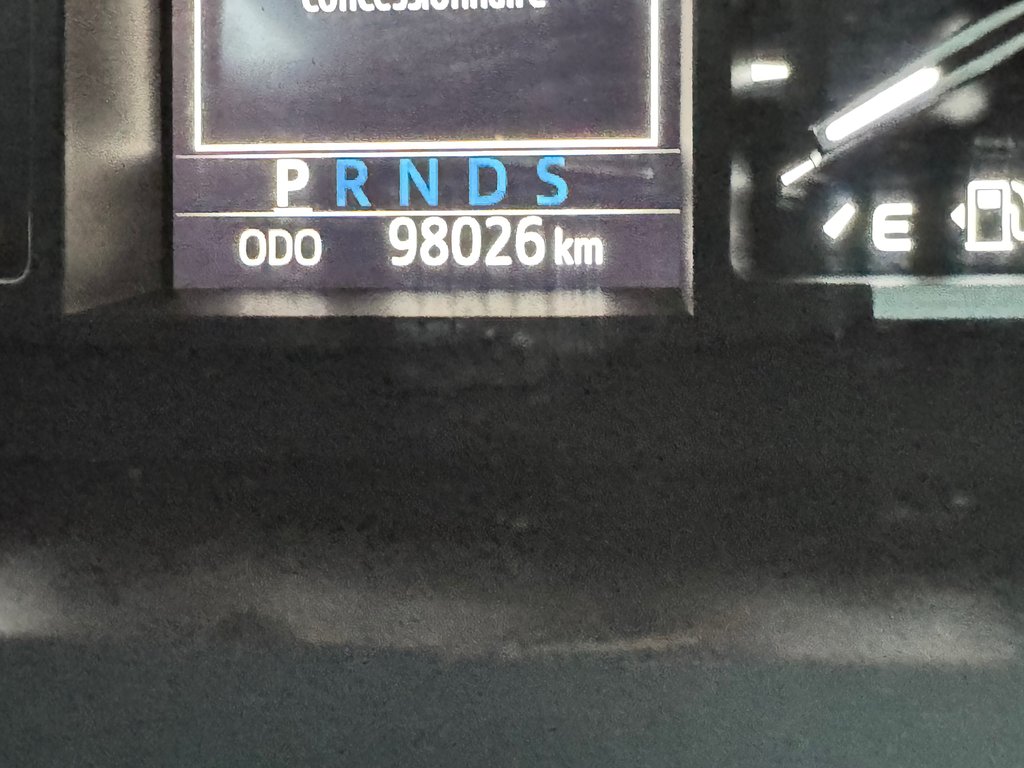 concessionnaire
P R N D S
ODO 98026 km
E